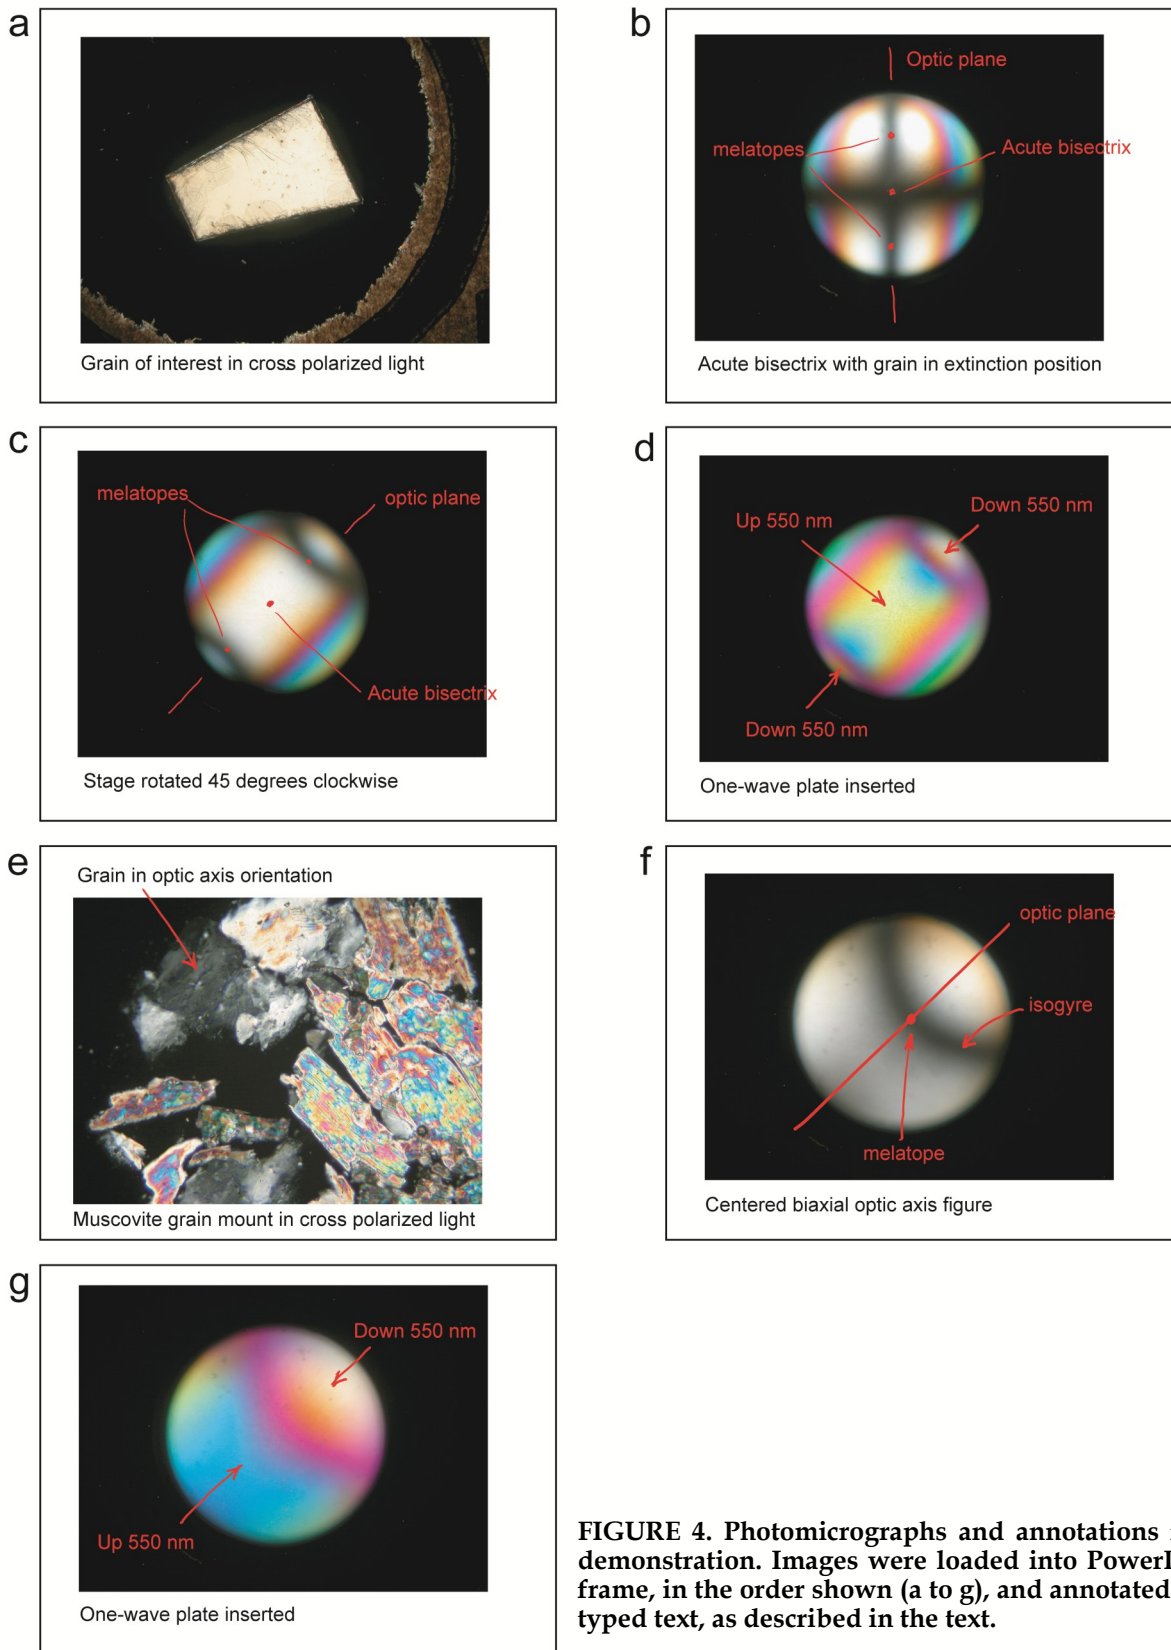 a
Grain of interest in cross polarized light
b
Optic plane
melatopes
Acute bisectrix
Acute bisectrix with grain in extinction position
c
melatopes
optic plane
Acute bisectrix
Stage rotated 45 degrees clockwise
d
Up 550 nm
Down 550 nm
Down 550 nm
One-wave plate inserted
e
Grain in optic axis orientation
Muscovite grain mount in cross polarized light
f
optic plane
isogyre
melatope
Centered biaxial optic axis figure
g
Down 550 nm
Up 550 nm
One-wave plate inserted
FIGURE 4. Photomicrographs and annotations
demonstration. Images were loaded into
frame, in the order shown (a to g), and annotated
typed text, as described in the text.